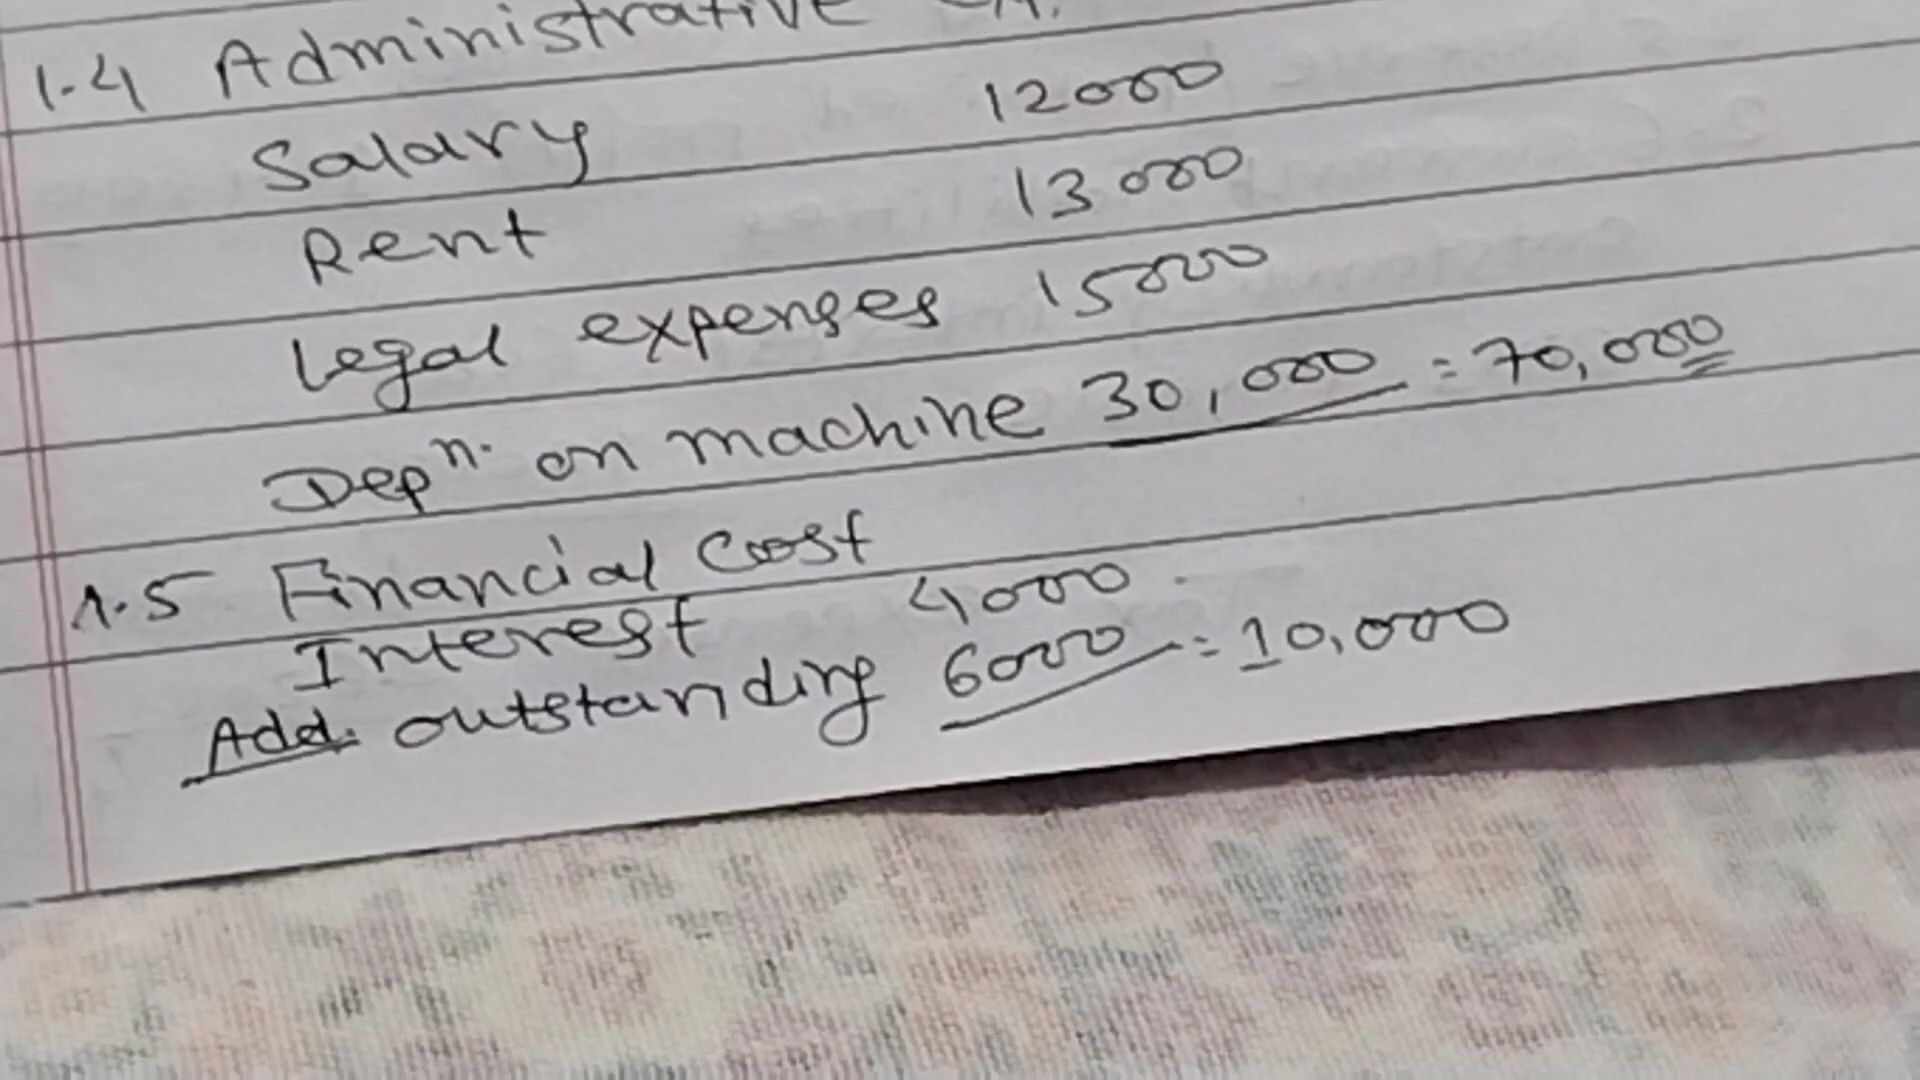 1.4 Administrative
Salary 12000
Rent 13000
Legal expenses 15000
Depn. on machine 30,000 = 70,000
1.5 Financial Cost
Interest 4000
Add. outstanding 6000 = 10,000